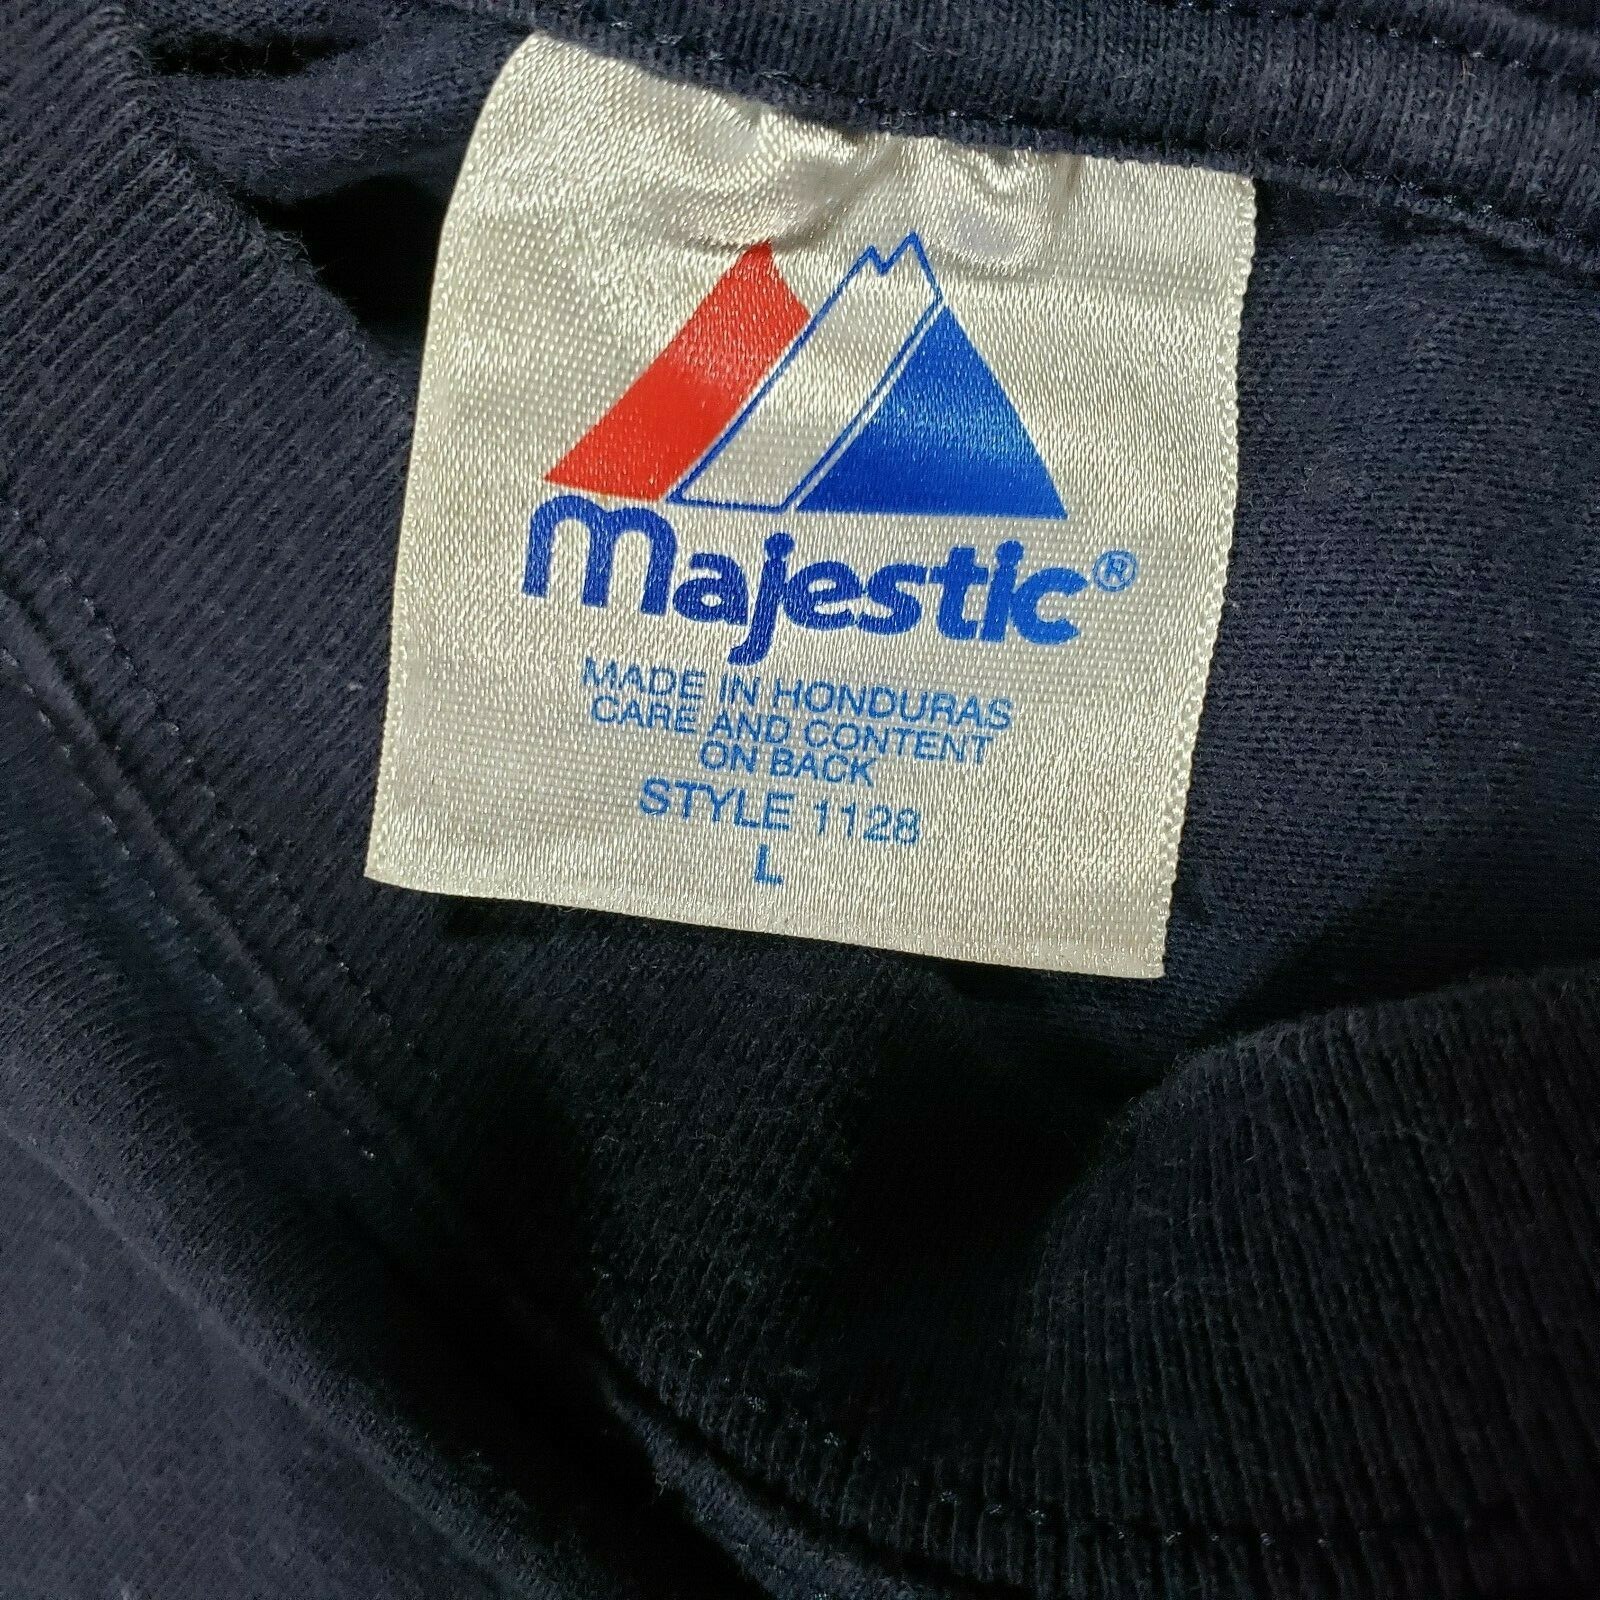 majestic®
MADE IN HONDURAS
CARE AND CONTENT
ON BACK
STYLE 1128
L